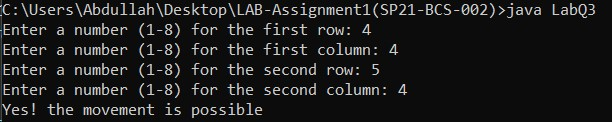 C:\Users\Abdullah\Desktop\LAB-Assignment1(SP21-BCS-002)>java LabQ3
Enter a number (1-8) for the first row: 4
Enter a number (1-8) for the first column: 4
Enter a number (1-8) for the second row: 5
Enter a number (1-8) for the second column: 4
Yes! the movement is possible